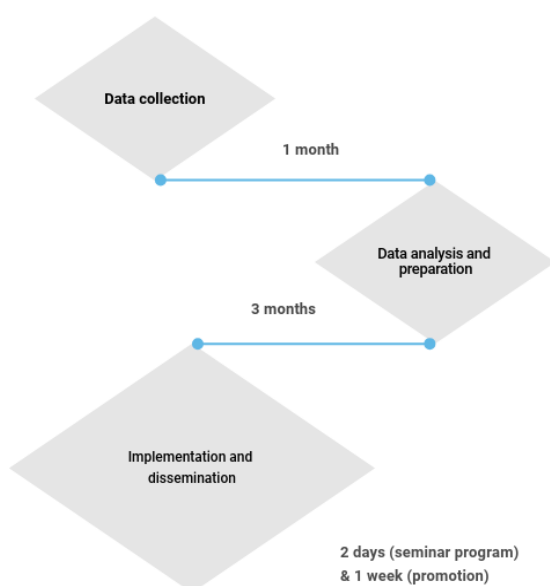 Data collection
1 month
Data analysis and
preparation
3 months
Implementation and
dissemination
2 days (seminar program)
& 1 week (promotion)